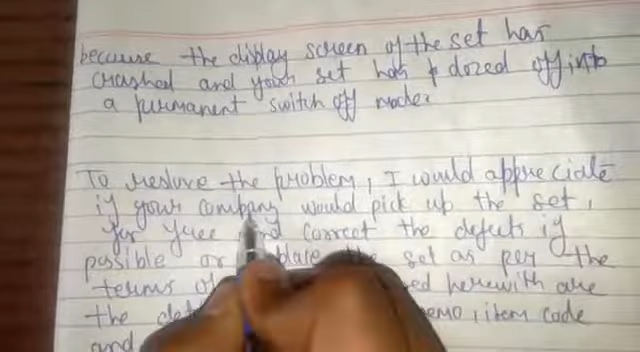 because the display screen of the set has
crashed and your set has dozed off into
a permanent switch off mode.
To resolve the problem, I would appreciate
if your company would pick up the set,
for free and correct the defects if
possible or the set as per the
terms of herewith are
the item code
and